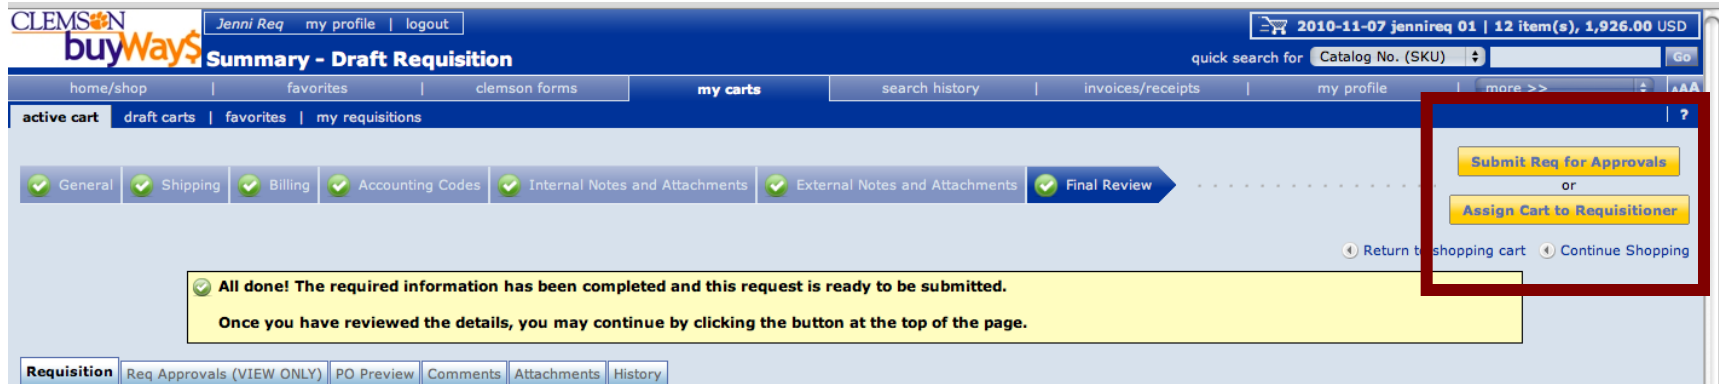 CLEMSON
buyWay$
Jenni Req my profile | logout
2010-11-07 jennireq 01 | 12 item(s), 1,926.00 USD
Summary - Draft Requisition
quick search for Catalog No. (SKU) Go
home/shop | favorites | clemson forms my carts search history | invoices/receipts | my profile | more >> AAA
active cart draft carts | favorites | my requisitions | ?
Submit Req for Approvals
General Shipping Billing Accounting Codes Internal Notes and Attachments External Notes and Attachments Final Review
or
Assign Cart to Requisitioner
Return to shopping cart Continue Shopping
All done! The required information has been completed and this request is ready to be submitted.
Once you have reviewed the details, you may continue by clicking the button at the top of the page.
Requisition Req Approvals (VIEW ONLY) PO Preview Comments Attachments History